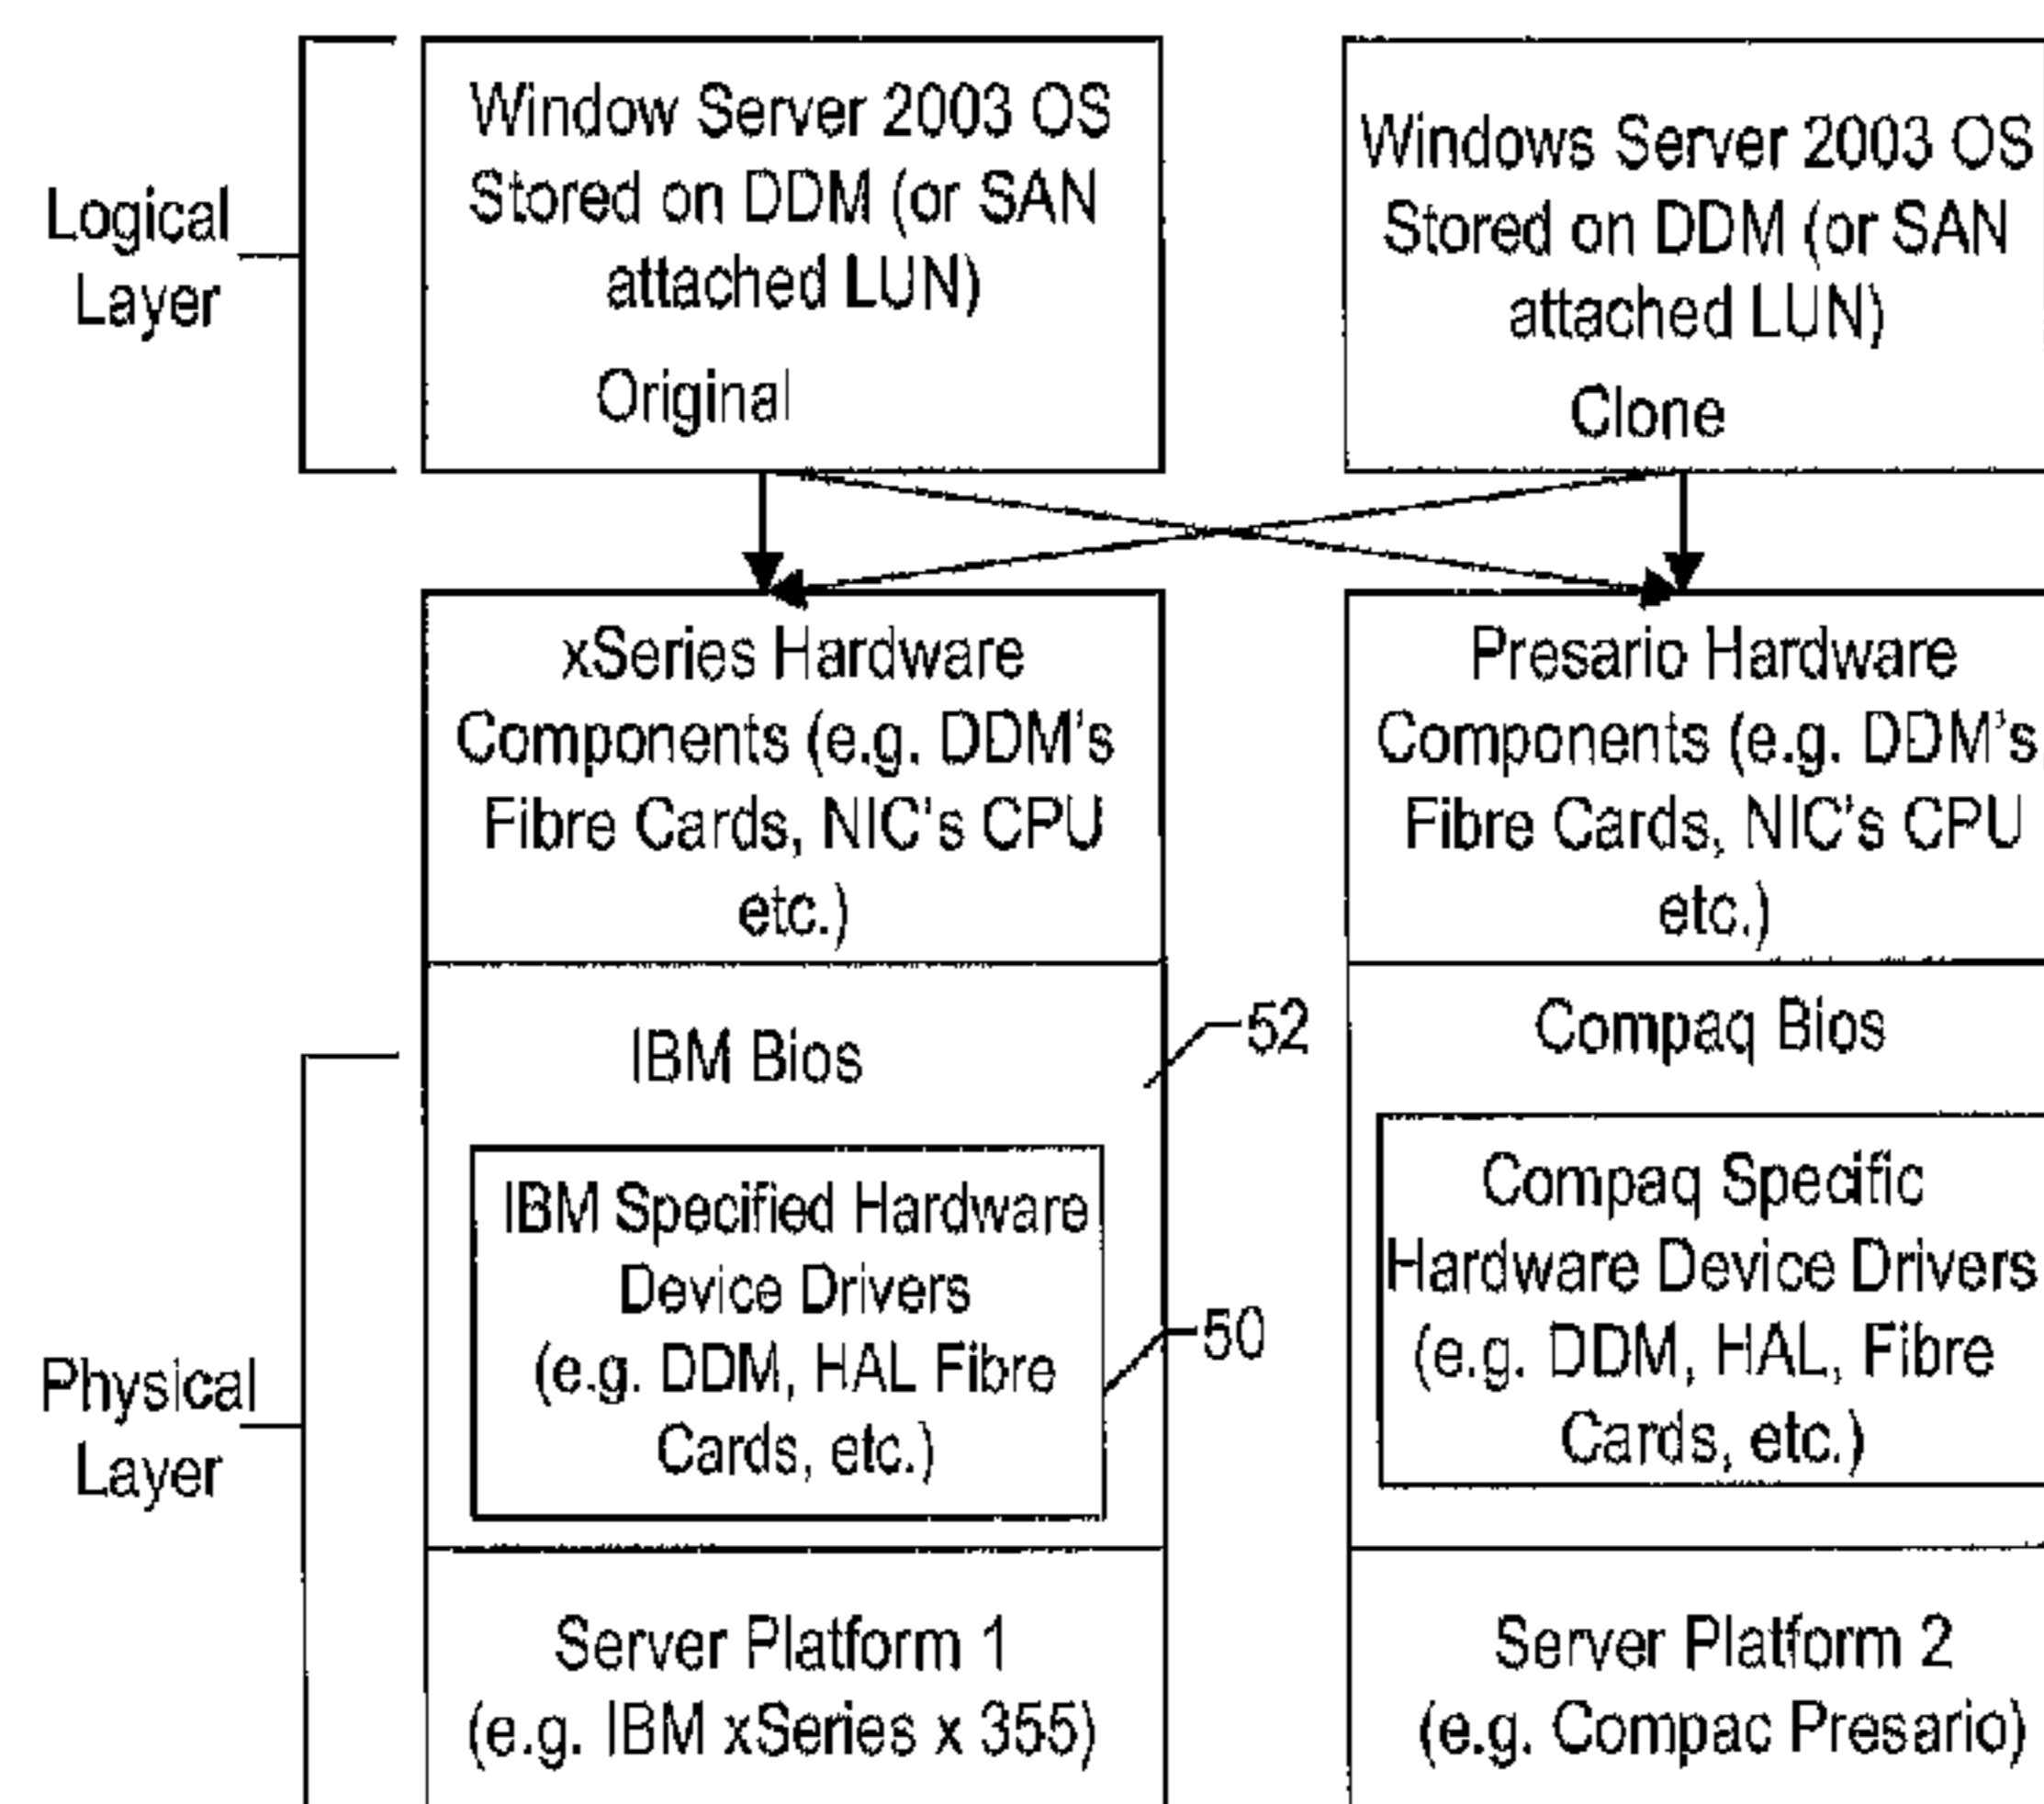 Logical
Layer
Window Server 2003 OS
Stored on DDM (or SAN
attached LUN)
Original
Windows Server 2003 OS
Stored on DDM (or SAN
attached LUN)
Clone
xSeries Hardware
Components (e.g. DDM's
Fibre Cards, NIC's CPU
etc.)
Presario Hardware
Components (e.g. DDM's
Fibre Cards, NIC's CPU
etc.)
Physical
Layer
IBM Bios
52
IBM Specified Hardware
Device Drivers
(e.g. DDM, HAL Fibre
Cards, etc.)
50
Compaq Bios
Compaq Specific
Hardware Device Drivers
(e.g. DDM, HAL, Fibre
Cards, etc.)
Server Platform 1
(e.g. IBM xSeries x 355)
Server Platform 2
(e.g. Compac Presario)